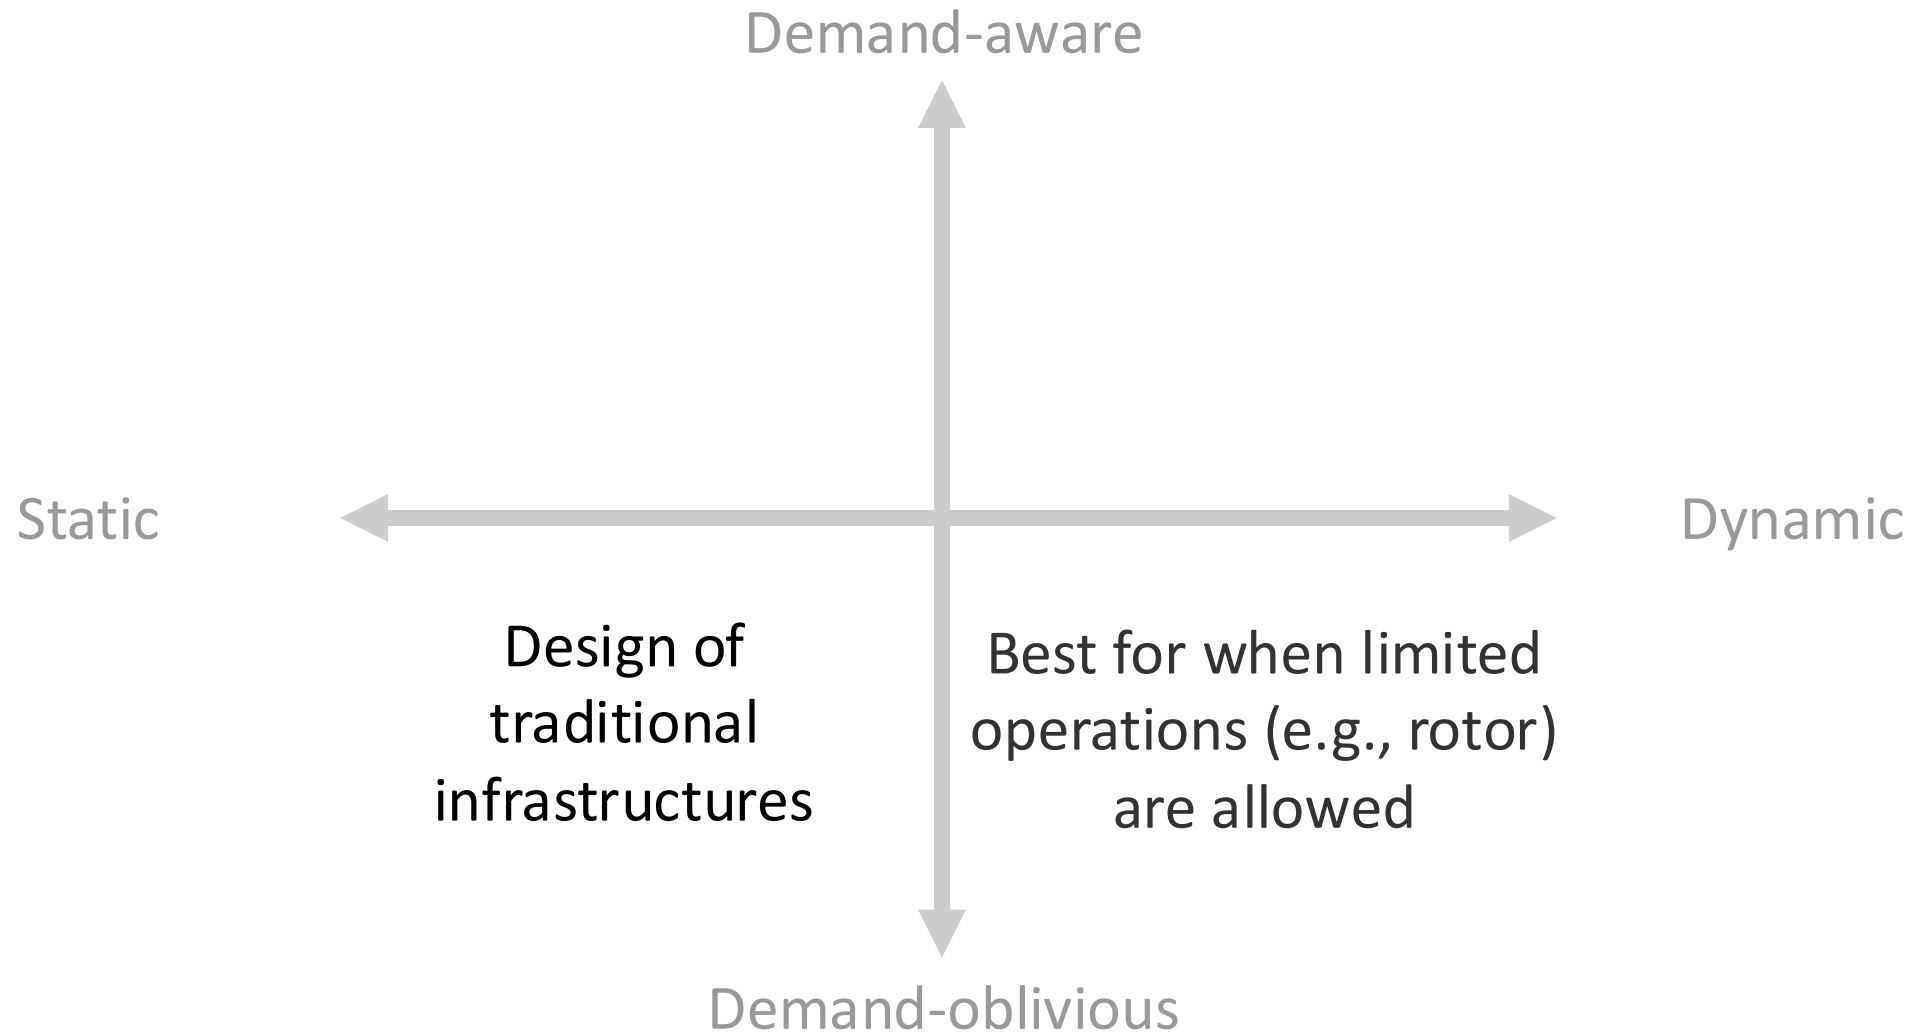 Demand-aware
Static
Dynamic
Design of
traditional
infrastructures
Best for when limited
operations (e.g., rotor)
are allowed
Demand-oblivious